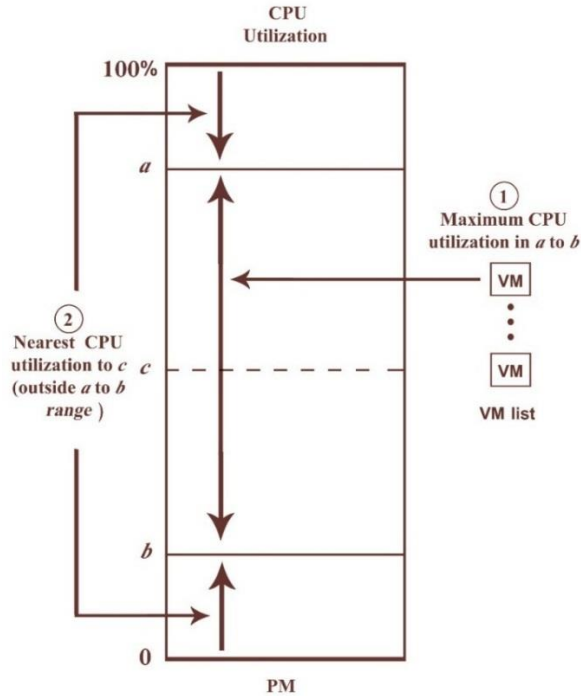 CPU
Utilization
100%
a
1
Maximum CPU
utilization in a to b
VM
2
Nearest CPU
utilization to c
(outside a to b
range )
c
VM
VM list
b
0
PM